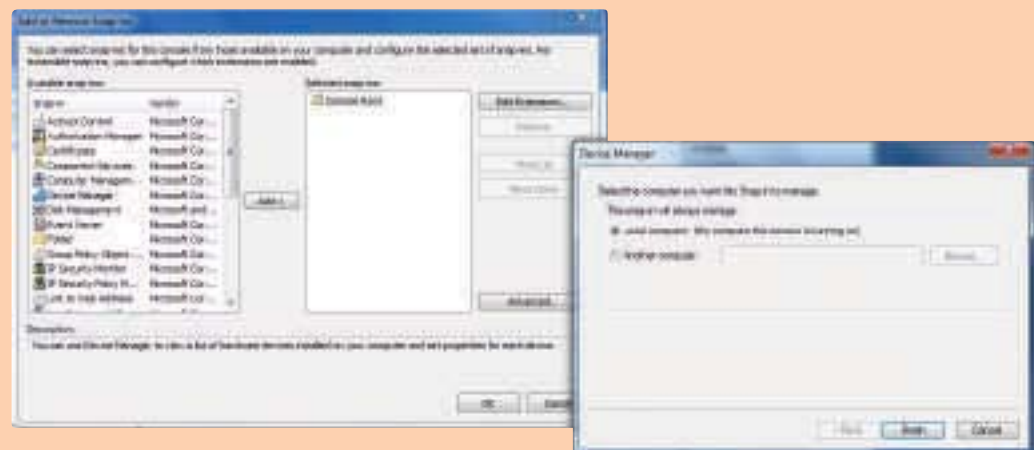 Add or Remove Snap-ins
You can select snap-ins for this console from those available on your computer and configure the selected set of snap-ins. For
extensible snap-ins, you can configure which extensions are enabled.
Available snap-ins:
Selected snap-ins:
Snap-in Vendor
ActiveX Control Microsoft Cor...
Authorization Manager Microsoft Cor...
Certificates Microsoft Cor...
Component Services Microsoft Cor...
Computer Managem... Microsoft Cor...
Device Manager Microsoft Cor...
Disk Management Microsoft and ...
Event Viewer Microsoft Cor...
Folder Microsoft Cor...
Group Policy Object ... Microsoft Cor...
IP Security Monitor Microsoft Cor...
IP Security Policy M... Microsoft Cor...
Link to Web Address Microsoft Cor...
Add >
Console Root
Edit Extensions...
Remove
Move Up
Move Down
Advanced...
Description:
You can use Device Manager to view a list of hardware devices installed on your computer and set properties for each device.
OK
Cancel
Device Manager
Select the computer you want this Snap-in to manage.
This snap-in will always manage:
Local computer: (the computer this console is running on)
Another computer:
Browse...
Finish
Cancel